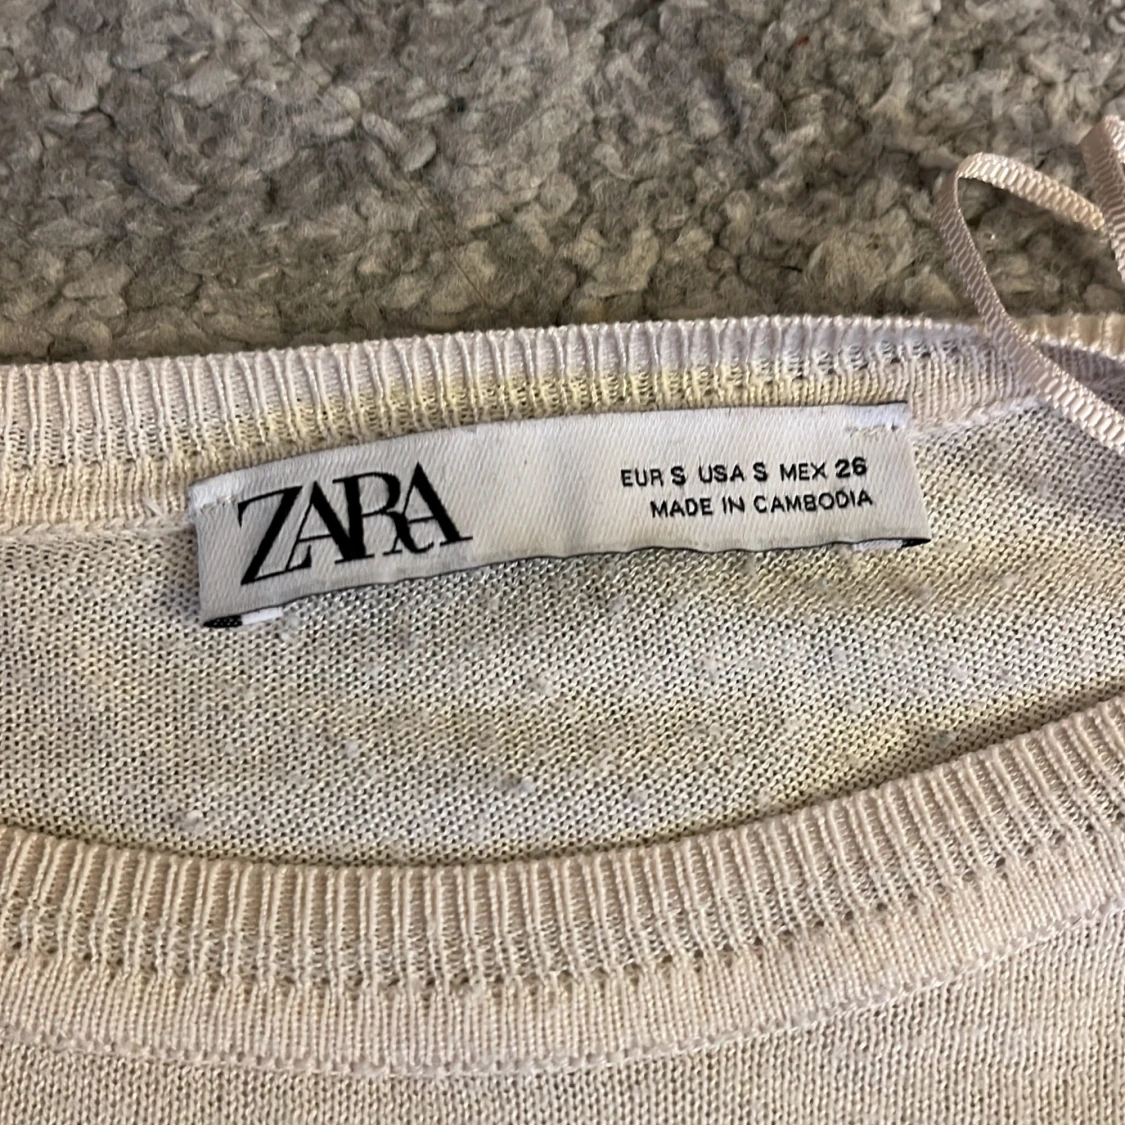 ZARA
EUR S USA S MEX 26
MADE IN CAMBODIA